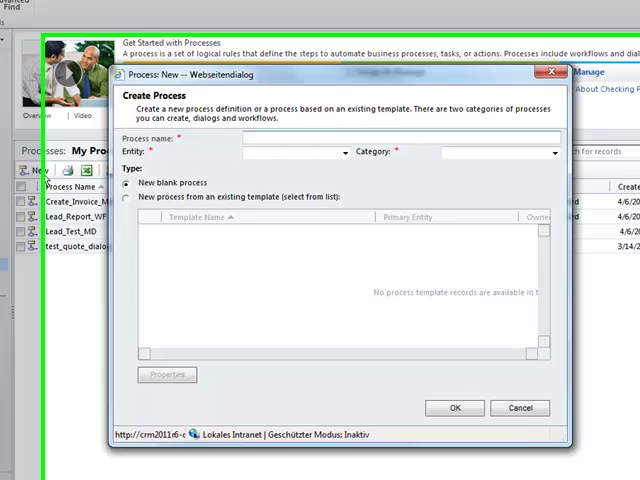 Find
Get Started with Processes
A process is a set of logical rules that define the steps to automate business processes, tasks, or actions. Processes include workflows and
Process: New -- Webseitendialog
Manage
Create Process
About Checking
Create a new process definition or a process based on an existing template. There are two categories of processes
you can create, dialogs and workflows.
Overview | Video
Process name: *
Entity: * Category: *
Processes: My
for records
Type:
New
New blank process
Process Name
New process from an existing template (select from list):
Template Name Primary Entity Owne
Create_Invoice_M 4/6/20
Lead_Report_WF 4/6/20
Lead_Test_MD 4/6/20
test_quote_dialo 3/14/2
No process template records are available in t
Properties
OK Cancel
http://crm2011r6-c Lokales Intranet | Geschützter Modus: Inaktiv